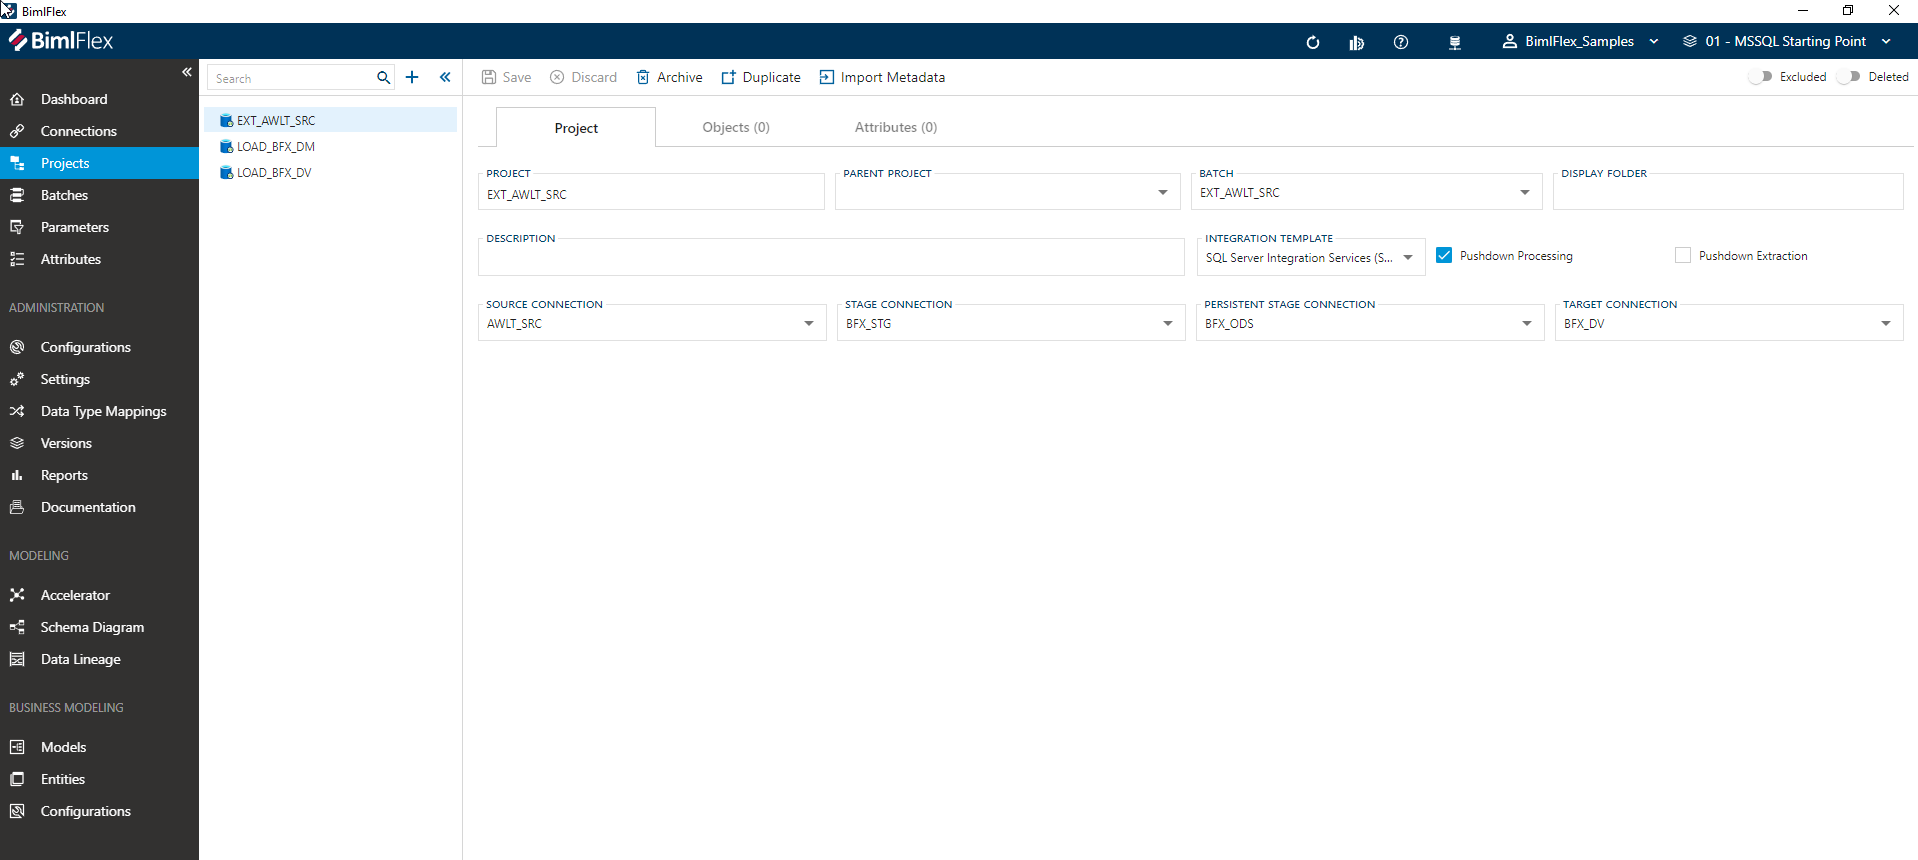 BimlFlex
BimlFlex
BimlFlex_Samples
01 - MSSQL Starting Point
Dashboard
Connections
Projects
Batches
Parameters
Attributes
ADMINISTRATION
Configurations
Settings
Data Type Mappings
Versions
Reports
Documentation
MODELING
Accelerator
Schema Diagram
Data Lineage
BUSINESS MODELING
Models
Entities
Configurations
Search
EXT_AWLT_SRC
LOAD_BFX_DM
LOAD_BFX_DV
Save Discard Archive Duplicate Import Metadata Excluded Deleted
Project Objects (0) Attributes (0)
PROJECT PARENT PROJECT BATCH DISPLAY FOLDER
EXT_AWLT_SRC EXT_AWLT_SRC
DESCRIPTION INTEGRATION TEMPLATE
SQL Server Integration Services (S... Pushdown Processing Pushdown Extraction
SOURCE CONNECTION STAGE CONNECTION PERSISTENT STAGE CONNECTION TARGET CONNECTION
AWLT_SRC BFX_STG BFX_ODS BFX_DV